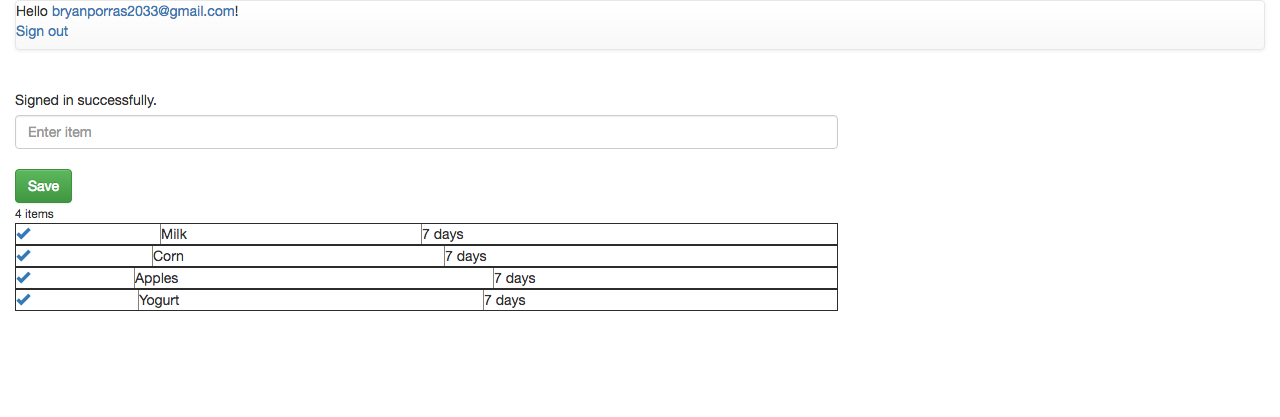 Hello bryanporras2033@gmail.com!
Sign out
Signed in successfully.
Enter item
Save
4 items
Milk 7 days
Corn 7 days
Apples 7 days
Yogurt 7 days